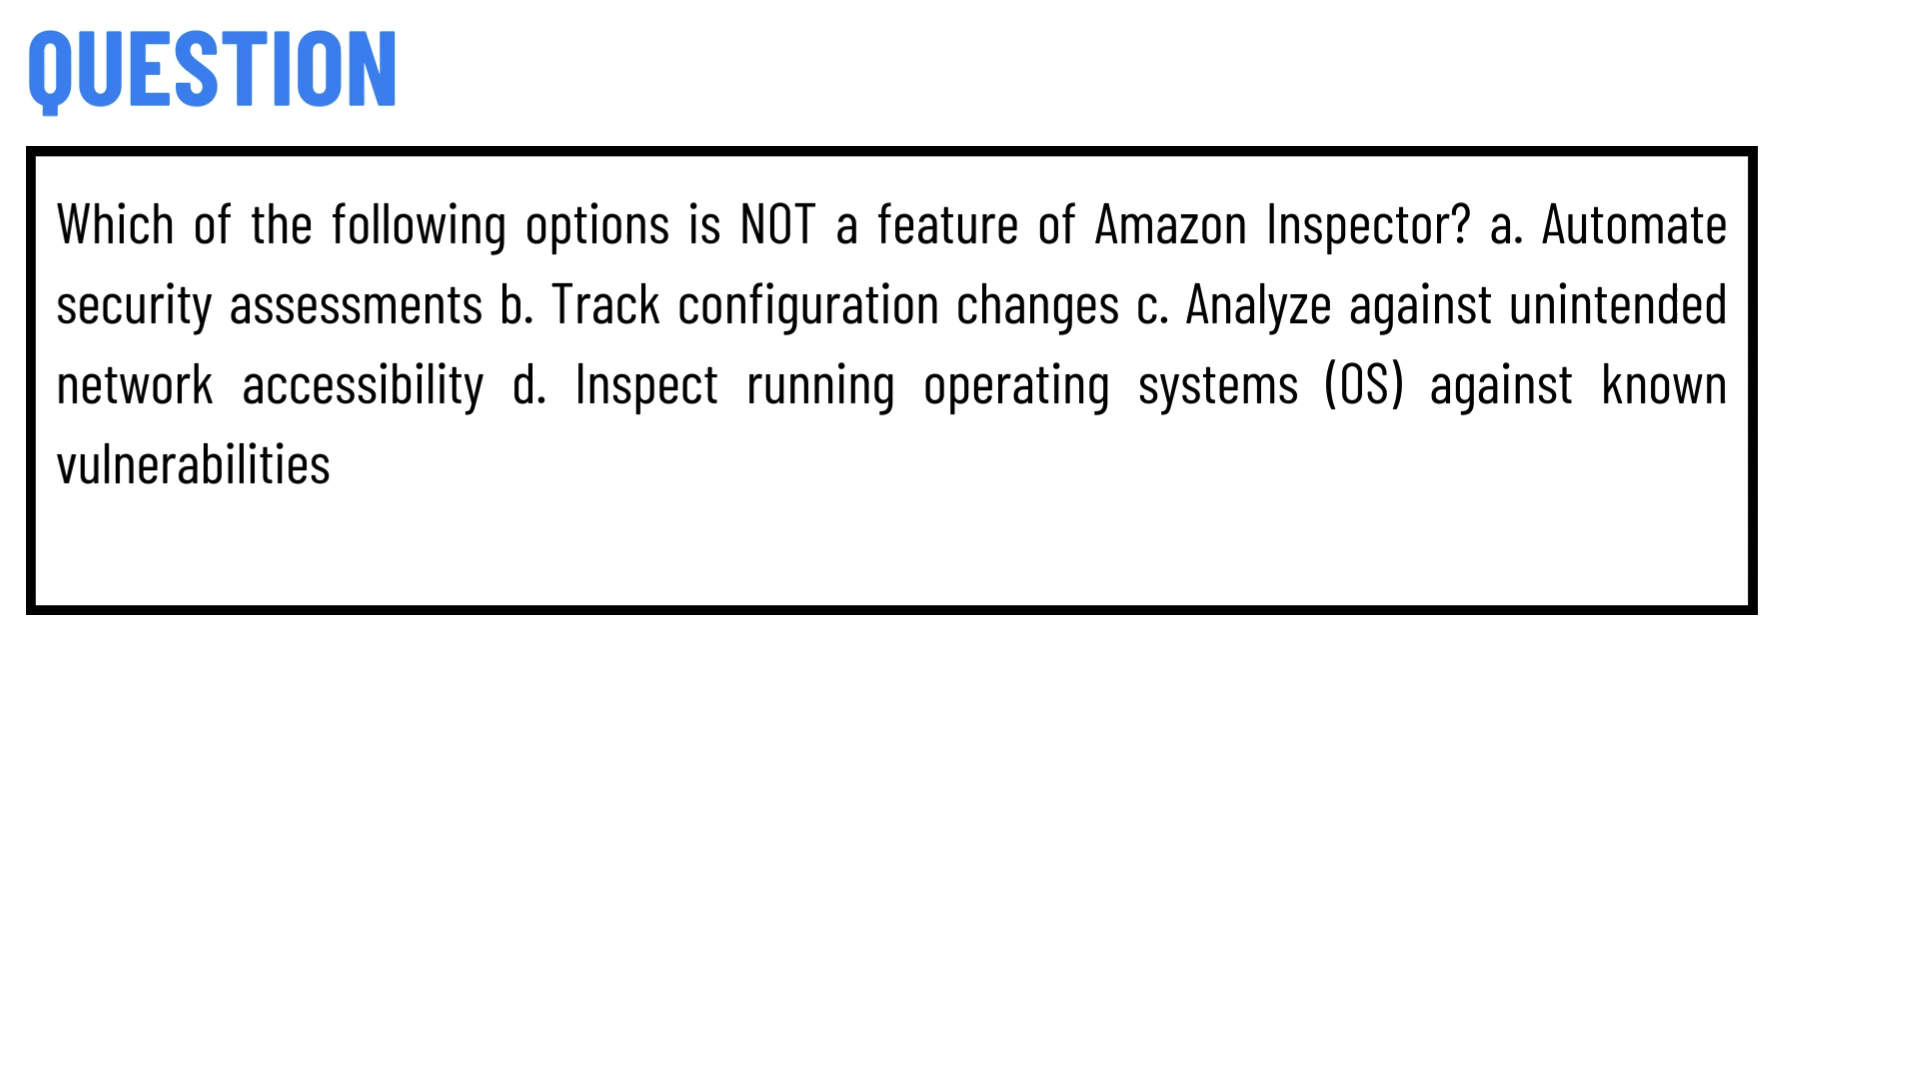 QUESTION
Which of the following options is NOT a feature of Amazon Inspector? a. Automate
security assessments b. Track configuration changes c. Analyze against unintended
network accessibility d. Inspect running operating systems (OS) against known
vulnerabilities